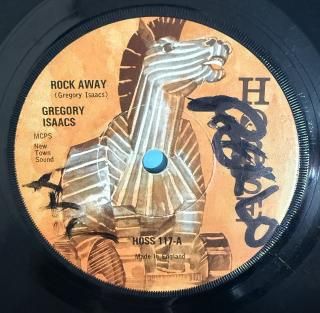 ROCK AWAY
(Gregory Isaacs)
GREGORY
ISAACS
MCPS
New
Town
Sound
H
HOSS 117-A
Made in England